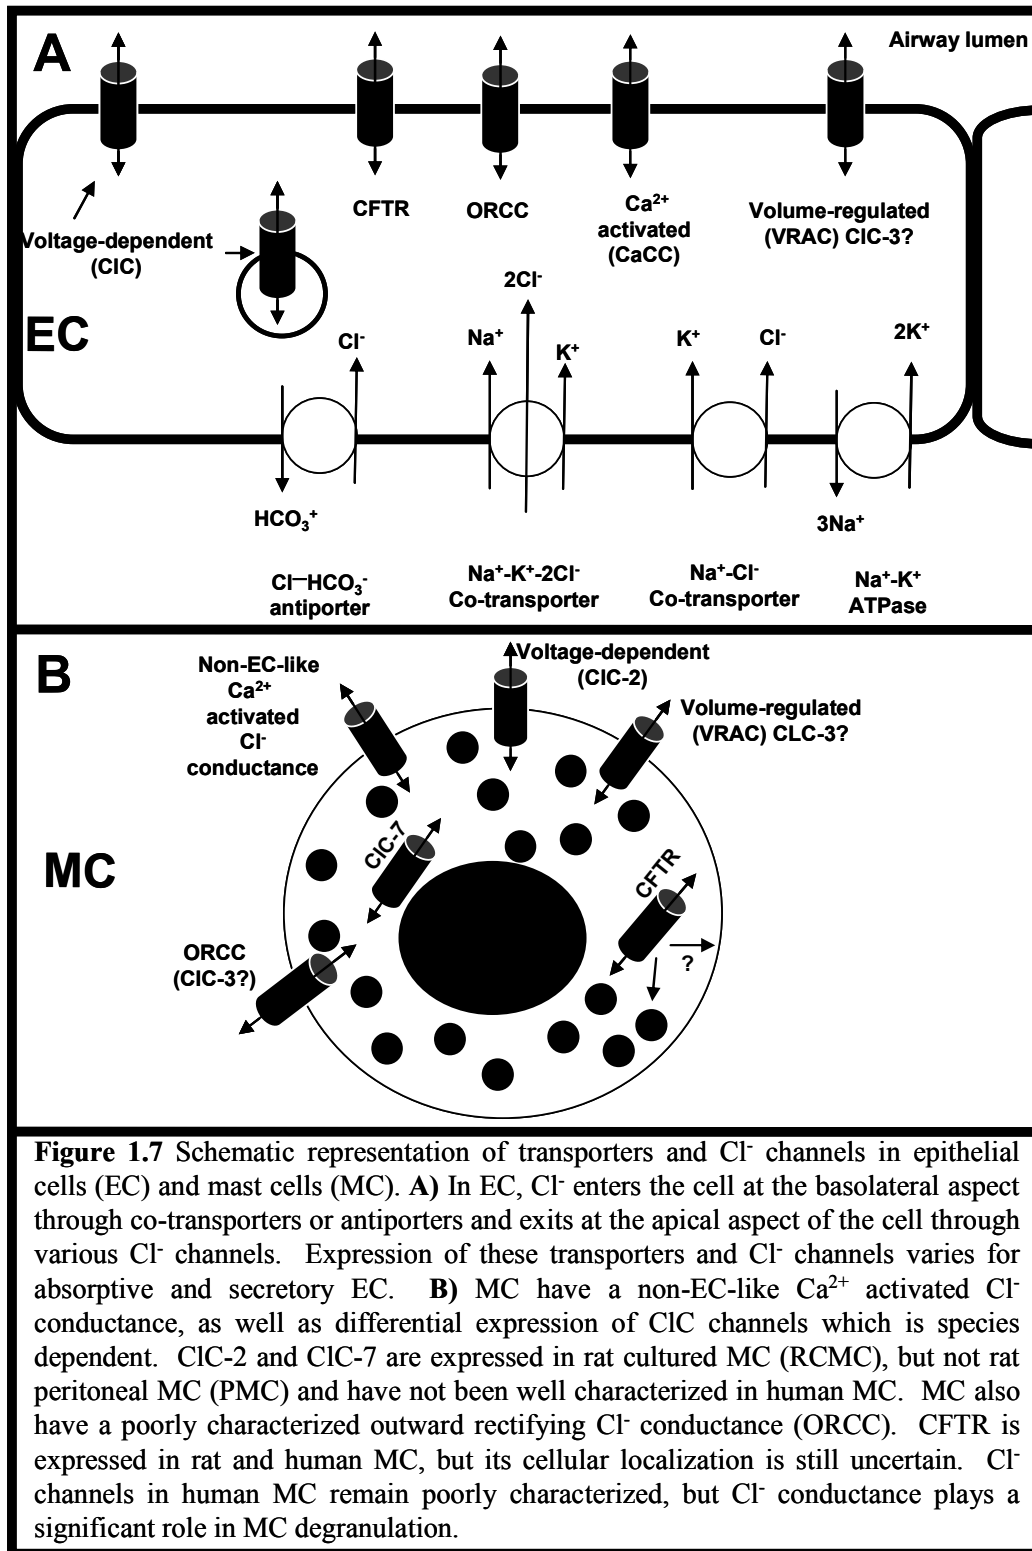 A
Airway lumen
CFTR
ORCC
Ca²⁺
activated
(CaCC)
Volume-regulated
(VRAC) ClC-3?
Voltage-dependent
(ClC)
EC
Cl⁻
Na⁺
2Cl⁻
K⁺
K⁺
Cl⁻
2K⁺
HCO₃⁺
3Na⁺
Cl⁻–HCO₃⁻
antiporter
Na⁺-K⁺-2Cl⁻
Co-transporter
Na⁺-Cl⁻
Co-transporter
Na⁺-K⁺
ATPase
B
Non-EC-like
Ca²⁺
activated
Cl⁻
conductance
Voltage-dependent
(ClC-2)
Volume-regulated
(VRAC) CLC-3?
MC
ClC-7
CFTR
?
ORCC
(ClC-3?)
Figure 1.7 Schematic representation of transporters and Cl⁻ channels in epithelial
cells (EC) and mast cells (MC). A) In EC, Cl⁻ enters the cell at the basolateral aspect
through co-transporters or antiporters and exits at the apical aspect of the cell through
various Cl⁻ channels. Expression of these transporters and Cl⁻ channels varies for
absorptive and secretory EC. B) MC have a non-EC-like Ca²⁺ activated Cl⁻
conductance, as well as differential expression of ClC channels which is species
dependent. ClC-2 and ClC-7 are expressed in rat cultured MC (RCMC), but not rat
peritoneal MC (PMC) and have not been well characterized in human MC. MC also
have a poorly characterized outward rectifying Cl⁻ conductance (ORCC). CFTR is
expressed in rat and human MC, but its cellular localization is still uncertain. Cl⁻
channels in human MC remain poorly characterized, but Cl⁻ conductance plays a
significant role in MC degranulation.